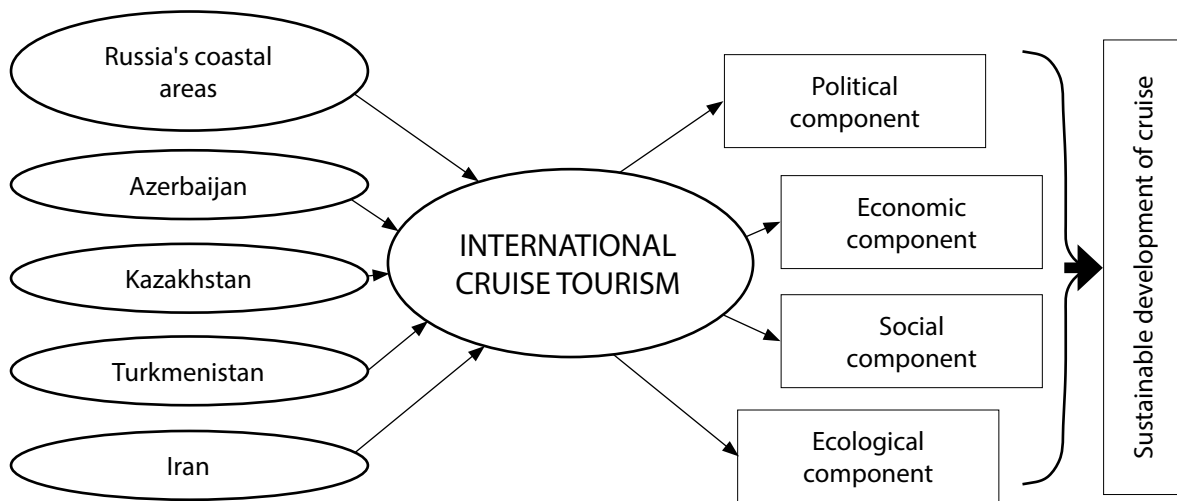 Russia's coastal
areas
Azerbaijan
Kazakhstan
Turkmenistan
Iran
INTERNATIONAL
CRUISE TOURISM
Political
component
Economic
component
Social
component
Ecological
component
Sustainable development of cruise